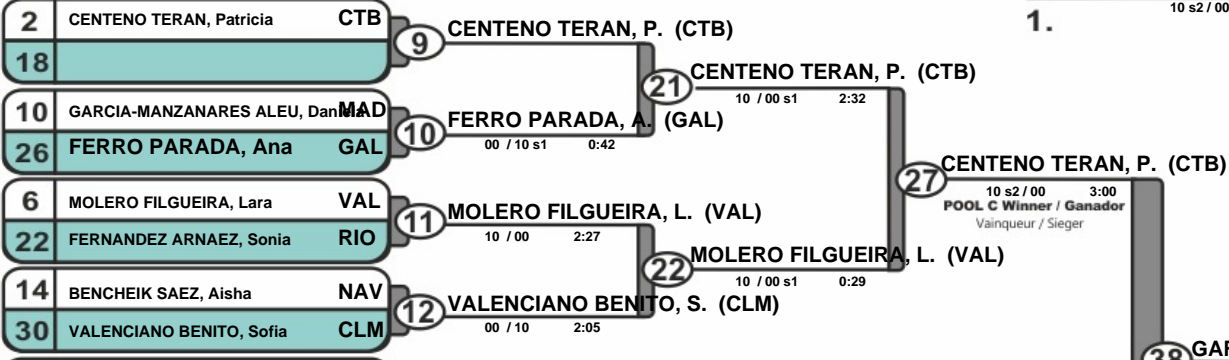 10 s2 / 00
1.
2 CENTENO TERAN, Patricia CTB
18
9 CENTENO TERAN, P. (CTB)
10 GARCIA-MANZANARES ALEU, Daniela MAD
26 FERRO PARADA, Ana GAL
10 FERRO PARADA, A. (GAL)
00 / 10 s1 0:42
21 CENTENO TERAN, P. (CTB)
10 / 00 s1 2:32
6 MOLERO FILGUEIRA, Lara VAL
22 FERNANDEZ ARNAEZ, Sonia RIO
11 MOLERO FILGUEIRA, L. (VAL)
10 / 00 2:27
14 BENCHEIK SAEZ, Aisha NAV
30 VALENCIANO BENITO, Sofia CLM
12 VALENCIANO BENITO, S. (CLM)
00 / 10 2:05
22 MOLERO FILGUEIRA, L. (VAL)
10 / 00 s1 0:29
27 CENTENO TERAN, P. (CTB)
10 s2 / 00 3:00
POOL C Winner / Ganador
Vainqueur / Sieger
38